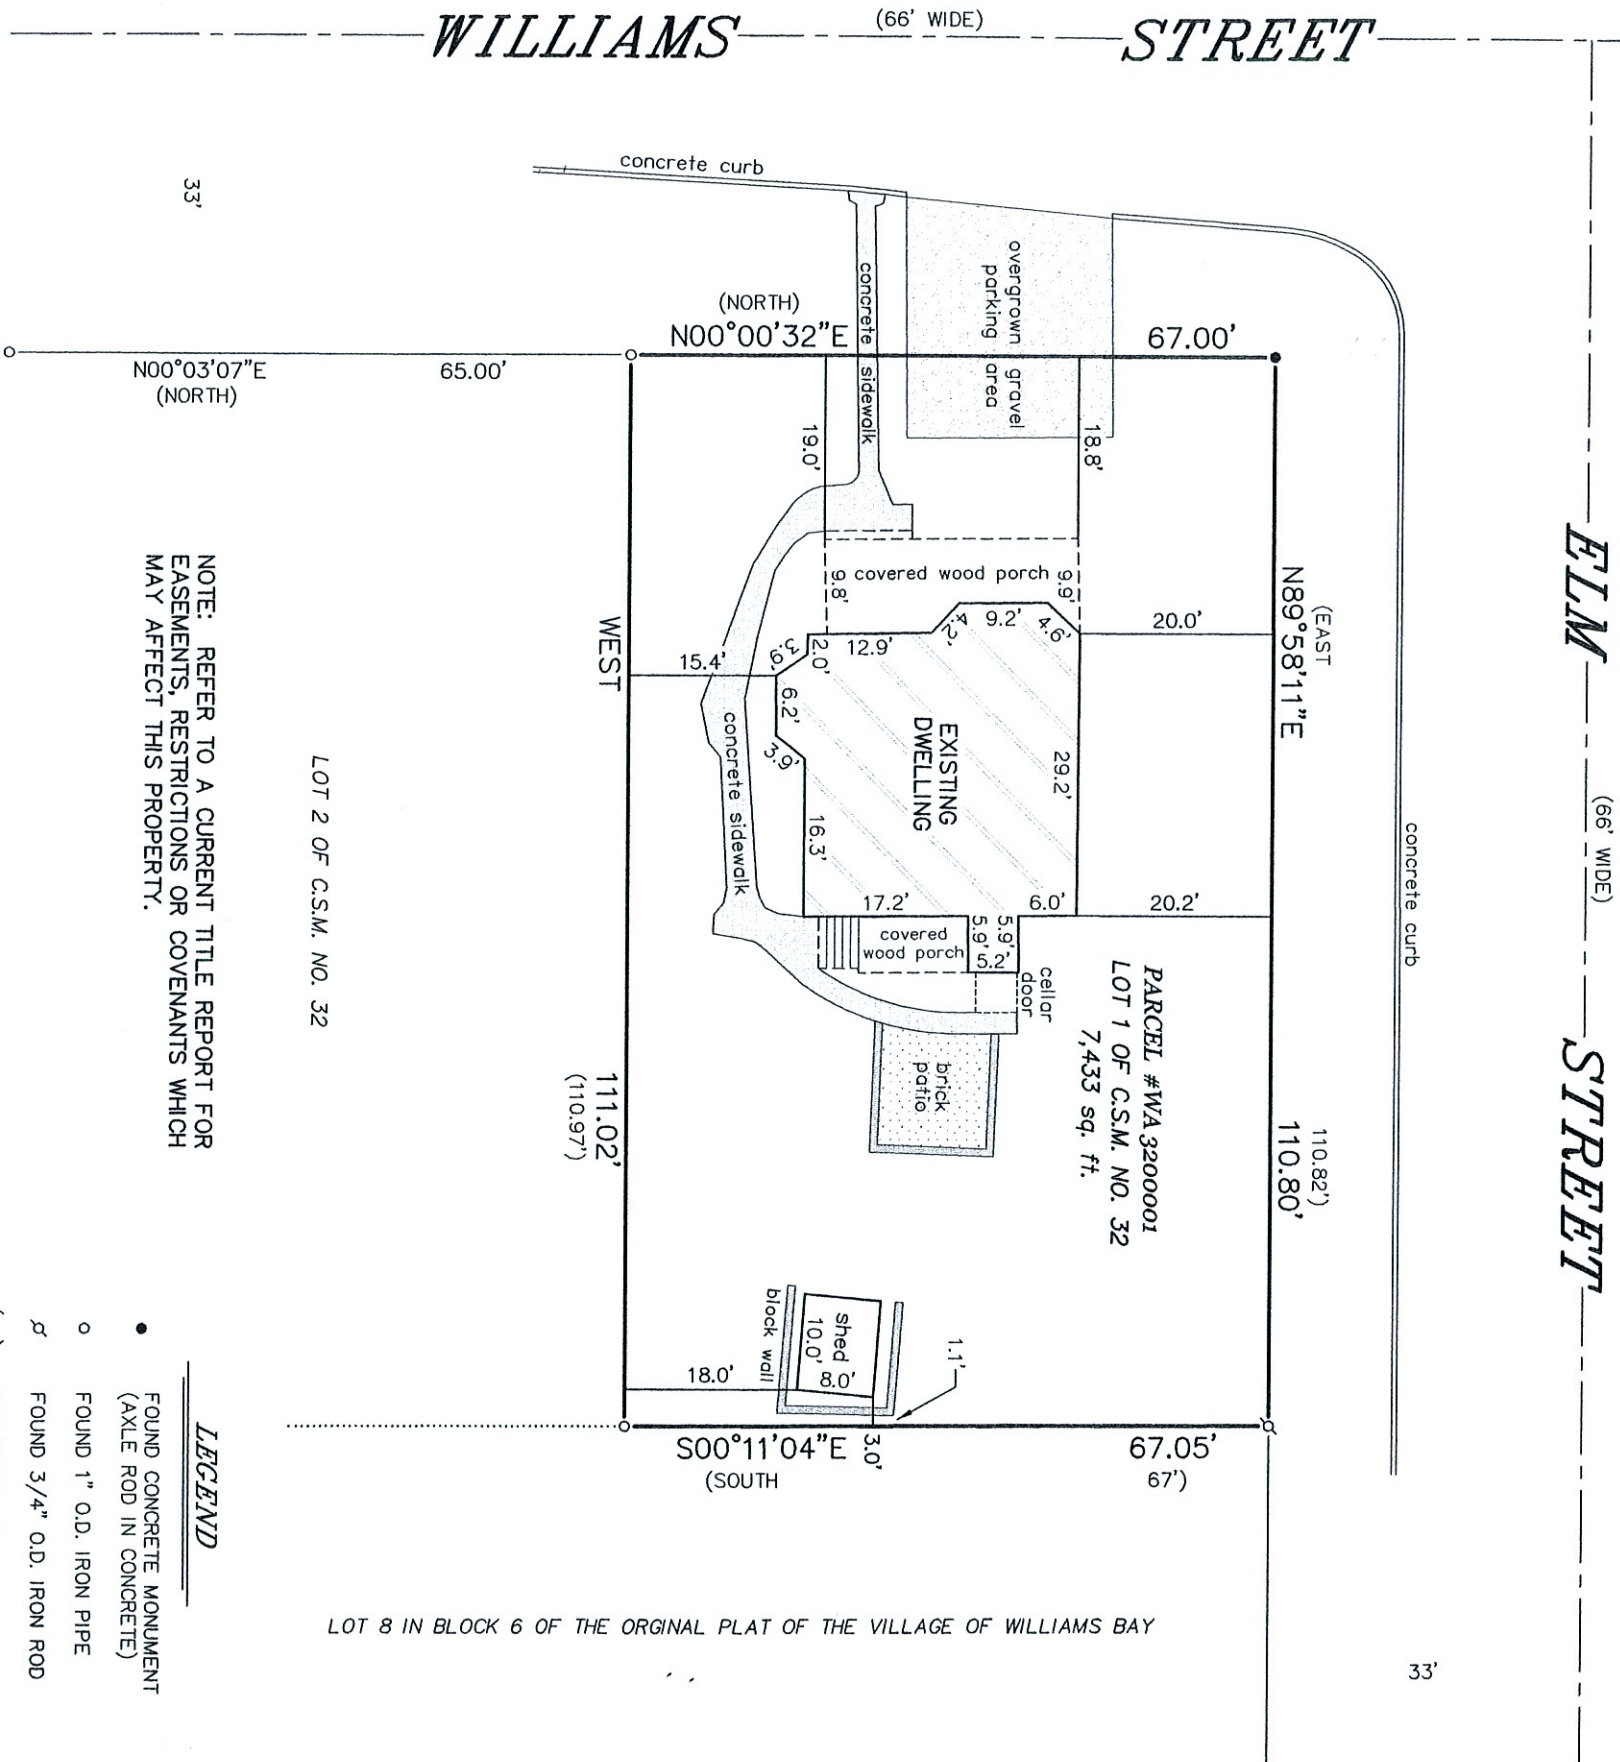 WILLIAMS STREET
(66' WIDE)
ELM STREET
(66' WIDE)
concrete curb
33'
overgrown gravel
parking area
concrete sidewalk
(NORTH)
N00°00'32"E
67.00'
N00°03'07"E
65.00'
(NORTH)
19.0'
18.8'
covered wood porch
9.8'
9.9'
9.2'
4.2'
4.6'
12.9'
2.0'
3.9'
6.2'
3.9'
16.3'
29.2'
17.2'
6.0'
5.9'
5.9'
5.2'
EXISTING
DWELLING
20.0'
20.2'
(EAST
N89°58'11"E
110.82')
110.80'
concrete curb
WEST
15.4'
concrete sidewalk
covered
wood porch
cellar
door
brick
patio
PARCEL #WA3200001
LOT 1 OF C.S.M. NO. 32
7,433 sq. ft.
111.02'
(110.97')
shed
10.0'
8.0'
block wall
1.1'
18.0'
3.0'
S00°11'04"E
67.05'
(SOUTH
67')
LOT 2 OF C.S.M. NO. 32
NOTE: REFER TO A CURRENT TITLE REPORT FOR
EASEMENTS, RESTRICTIONS OR COVENANTS WHICH
MAY AFFECT THIS PROPERTY.
LOT 8 IN BLOCK 6 OF THE ORGINAL PLAT OF THE VILLAGE OF WILLIAMS BAY
33'
LEGEND
FOUND CONCRETE MONUMENT
(AXLE ROD IN CONCRETE)
FOUND 1" O.D. IRON PIPE
FOUND 3/4" O.D. IRON ROD